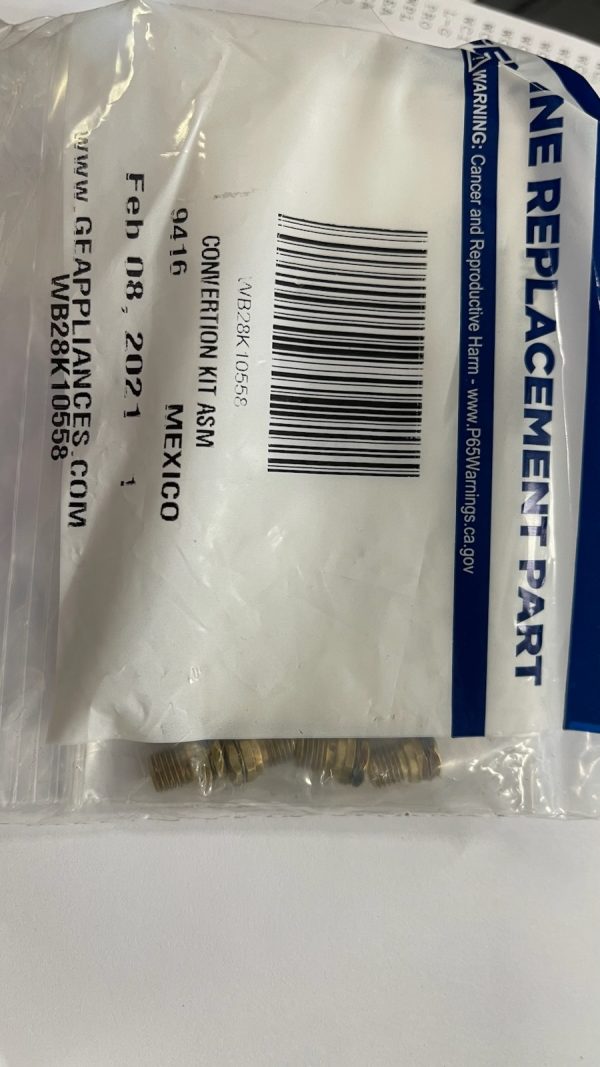 INE REPLACEMENT PART
WARNING: Cancer and Reproductive Harm - www.P65Warnings.ca.gov
WB28K10558
CONVERTION KIT ASM
9416 MEXICO
Feb 08, 2021 1
WWW.GEAPPLIANCES.COM
WB28K10558